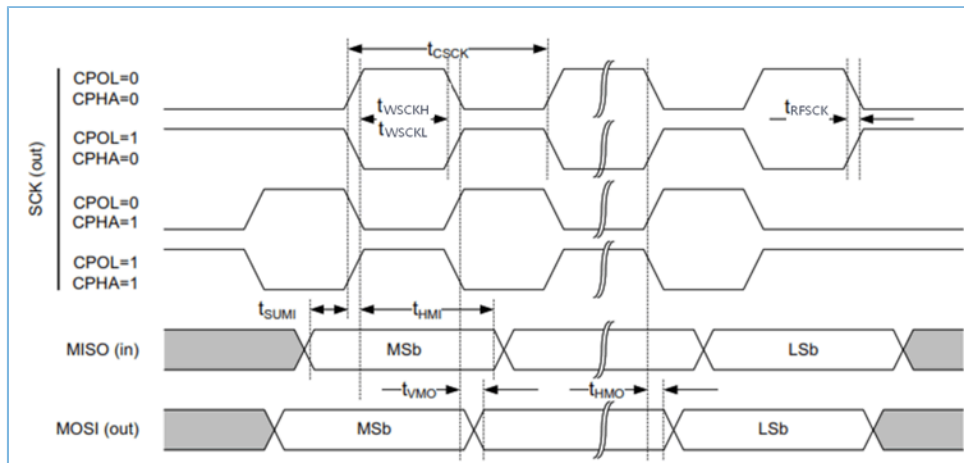 tCSCK
CPOL=0
CPHA=0
tWSCKH
tRFSCK
tWSCKL
CPOL=1
CPHA=0
SCK (out)
CPOL=0
CPHA=1
CPOL=1
CPHA=1
tSUMI
tHMI
MISO (in)
MSb
LSb
tVMO
tHMO
MOSI (out)
MSb
LSb